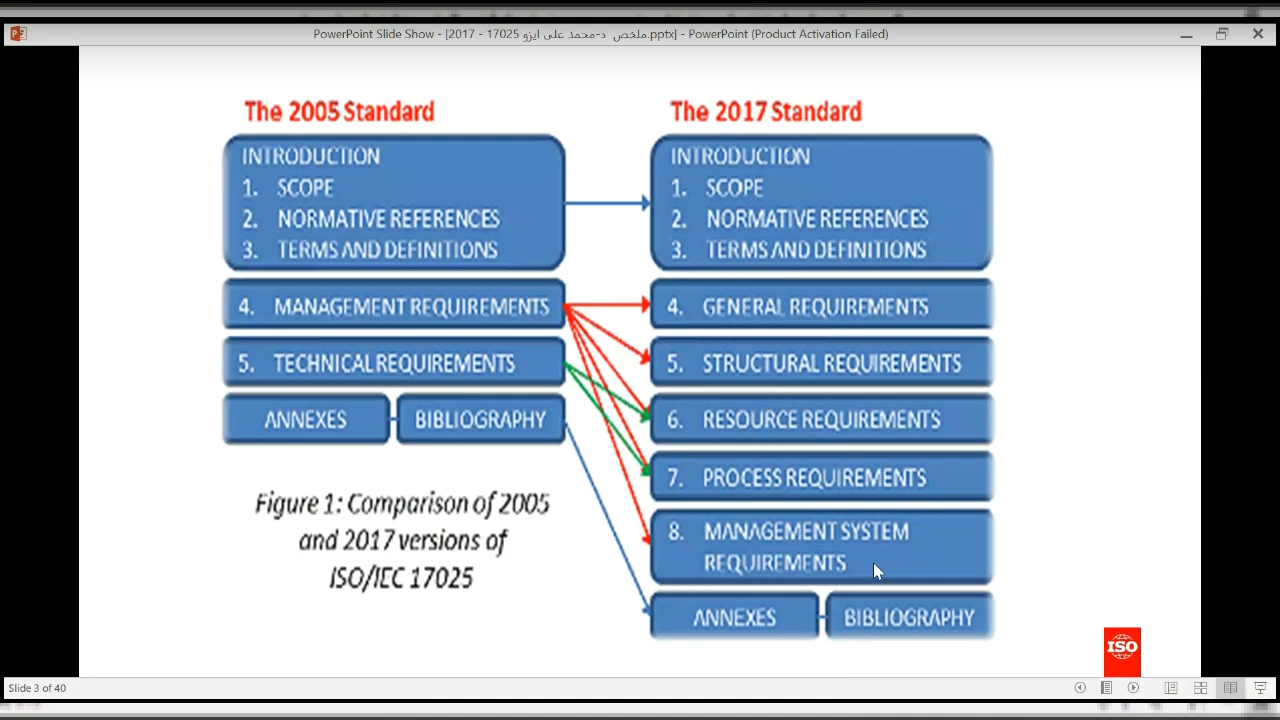 PowerPoint Slide Show - [2017 - 17025 ملخص د-محمد على ايزو.pptx] - PowerPoint (Product Activation Failed)
The 2005 Standard
INTRODUCTION
1. SCOPE
2. NORMATIVE REFERENCES
3. TERMS AND DEFINITIONS
4. MANAGEMENT REQUIREMENTS
5. TECHNICAL REQUIREMENTS
ANNEXES
BIBLIOGRAPHY
Figure 1: Comparison of 2005
and 2017 versions of
ISO/IEC 17025
The 2017 Standard
INTRODUCTION
1. SCOPE
2. NORMATIVE REFERENCES
3. TERMS AND DEFINITIONS
4. GENERAL REQUIREMENTS
5. STRUCTURAL REQUIREMENTS
6. RESOURCE REQUIREMENTS
7. PROCESS REQUIREMENTS
8. MANAGEMENT SYSTEM
REQUIREMENTS
ANNEXES
BIBLIOGRAPHY
ISO
Slide 3 of 40